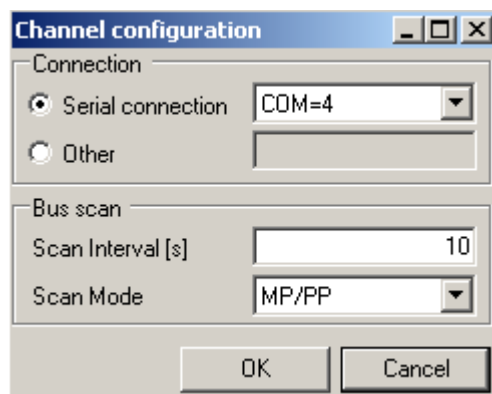 Channel configuration
Connection
Serial connection COM=4
Other
Bus scan
Scan Interval [s] 10
Scan Mode MP/PP
OK Cancel